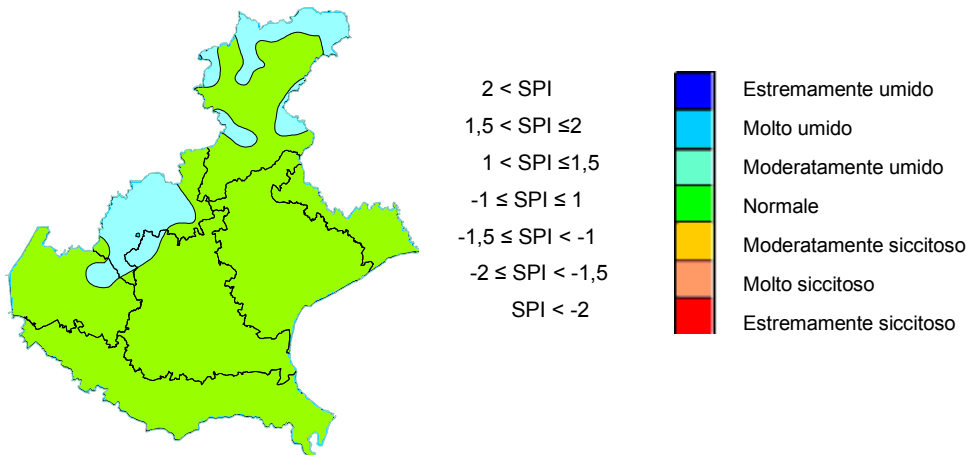 2 < SPI Estremamente umido
1,5 < SPI ≤2 Molto umido
1 < SPI ≤1,5 Moderatamente umido
-1 ≤ SPI ≤ 1 Normale
-1,5 ≤ SPI < -1 Moderatamente siccitoso
-2 ≤ SPI < -1,5 Molto siccitoso
SPI < -2 Estremamente siccitoso